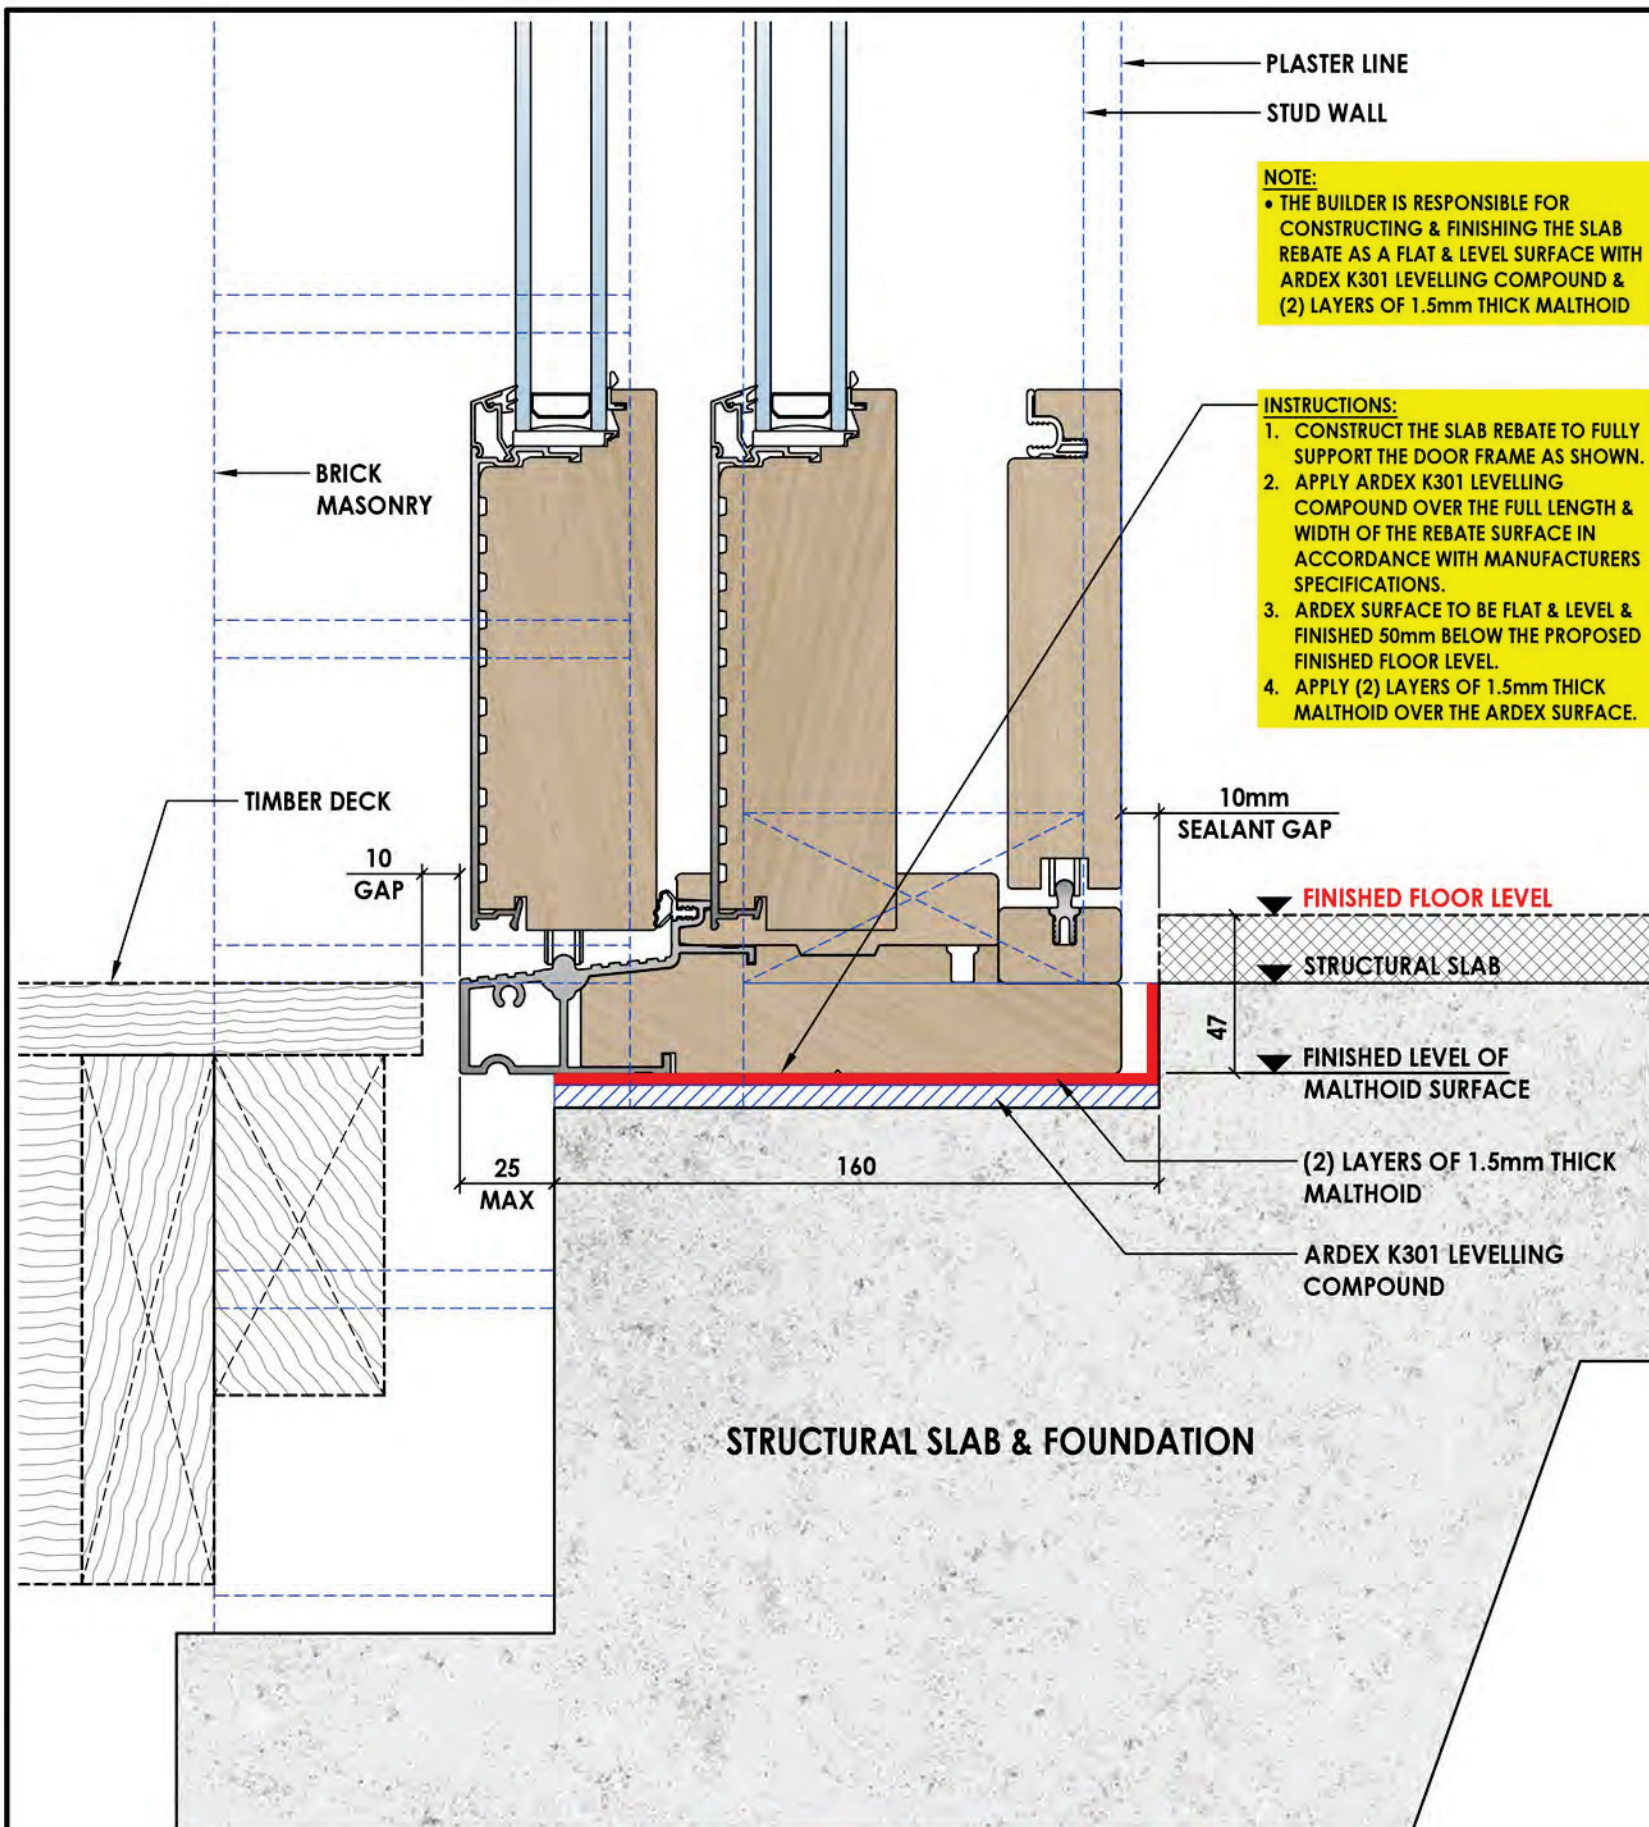 PLASTER LINE
STUD WALL
NOTE:
• THE BUILDER IS RESPONSIBLE FOR
CONSTRUCTING & FINISHING THE SLAB
REBATE AS A FLAT & LEVEL SURFACE WITH
ARDEX K301 LEVELLING COMPOUND &
(2) LAYERS OF 1.5mm THICK MALTHOID
INSTRUCTIONS:
1. CONSTRUCT THE SLAB REBATE TO FULLY
SUPPORT THE DOOR FRAME AS SHOWN.
2. APPLY ARDEX K301 LEVELLING
COMPOUND OVER THE FULL LENGTH &
WIDTH OF THE REBATE SURFACE IN
ACCORDANCE WITH MANUFACTURERS
SPECIFICATIONS.
3. ARDEX SURFACE TO BE FLAT & LEVEL &
FINISHED 50mm BELOW THE PROPOSED
FINISHED FLOOR LEVEL.
4. APPLY (2) LAYERS OF 1.5mm THICK
MALTHOID OVER THE ARDEX SURFACE.
BRICK
MASONRY
TIMBER DECK
10
GAP
10mm
SEALANT GAP
FINISHED FLOOR LEVEL
STRUCTURAL SLAB
47
FINISHED LEVEL OF
MALTHOID SURFACE
25
MAX
160
(2) LAYERS OF 1.5mm THICK
MALTHOID
ARDEX K301 LEVELLING
COMPOUND
STRUCTURAL SLAB & FOUNDATION